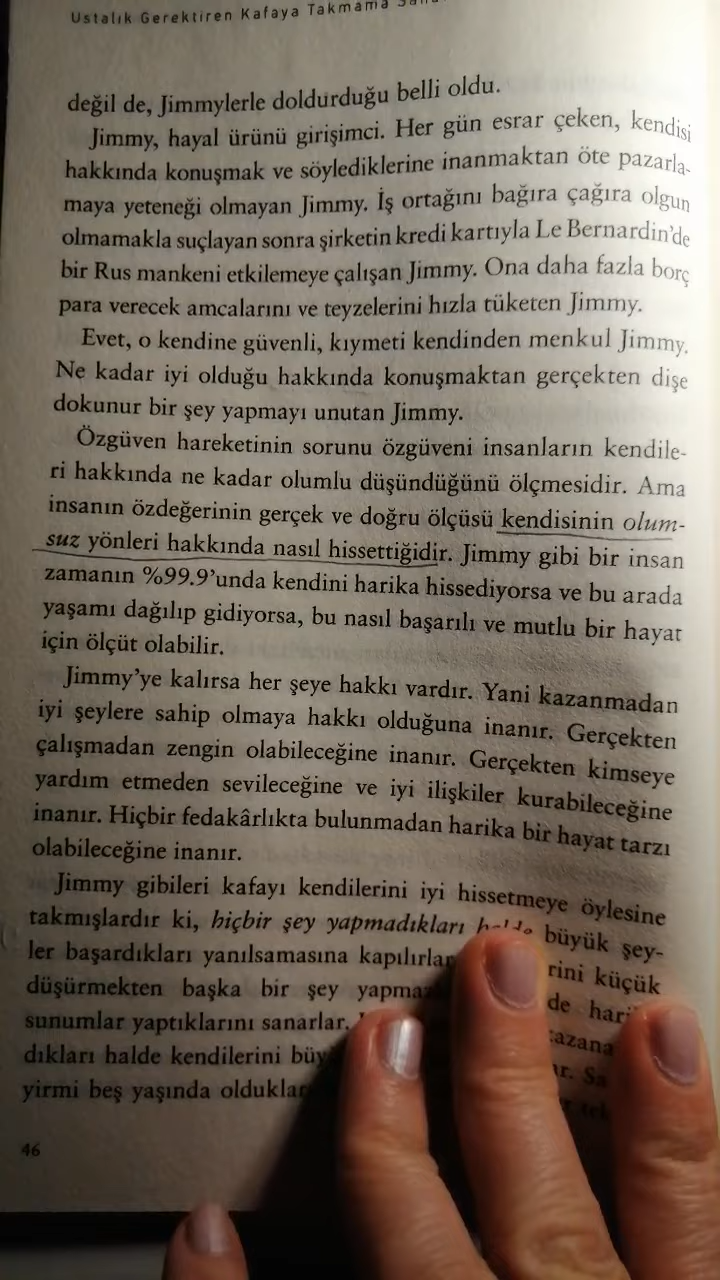 Ustalık Gerektiren Kafaya Takmama
değil de, Jimmylerle doldurduğu belli oldu.
Jimmy, hayal ürünü girişimci. Her gün esrar çeken, kendisi
hakkında konuşmak ve söylediklerine inanmaktan öte pazarla-
maya yeteneği olmayan Jimmy. İş ortağını bağıra çağıra olgun
olmamakla suçlayan sonra şirketin kredi kartıyla Le Bernardin'de
bir Rus mankeni etkilemeye çalışan Jimmy. Ona daha fazla borç
para verecek amcalarını ve teyzelerini hızla tüketen Jimmy.
Evet, o kendine güvenli, kıymeti kendinden menkul Jimmy.
Ne kadar iyi olduğu hakkında konuşmaktan gerçekten dişe
dokunur bir şey yapmayı unutan Jimmy.
Özgüven hareketinin sorunu özgüveni insanların kendile-
ri hakkında ne kadar olumlu düşündüğünü ölçmesidir. Ama
insanın özdeğerinin gerçek ve doğru ölçüsü kendisinin olum-
suz yönleri hakkında nasıl hissettiğidir. Jimmy gibi bir insan
zamanın %99.9'unda kendini harika hissediyorsa ve bu arada
yaşamı dağılıp gidiyorsa, bu nasıl başarılı ve mutlu bir hayat
için ölçüt olabilir.
Jimmy'ye kalırsa her şeye hakkı vardır. Yani kazanmadan
iyi şeylere sahip olmaya hakkı olduğuna inanır. Gerçekten
çalışmadan zengin olabileceğine inanır. Gerçekten kimseye
yardım etmeden sevileceğine ve iyi ilişkiler kurabileceğine
inanır. Hiçbir fedakârlıkta bulunmadan harika bir hayat tarzı
olabileceğine inanır.
Jimmy gibileri kafayı kendilerini iyi hissetmeye öylesine
takmışlardır ki, hiçbir şey yapmadıkları halde büyük şey-
ler başardıkları yanılsamasına kapılırlar rini küçük
düşürmekten başka bir şey yapma de hari
sunumlar yaptıklarını sanarlar. azana
dıkları halde kendilerini büy
yirmi beş yaşında oldukla
46